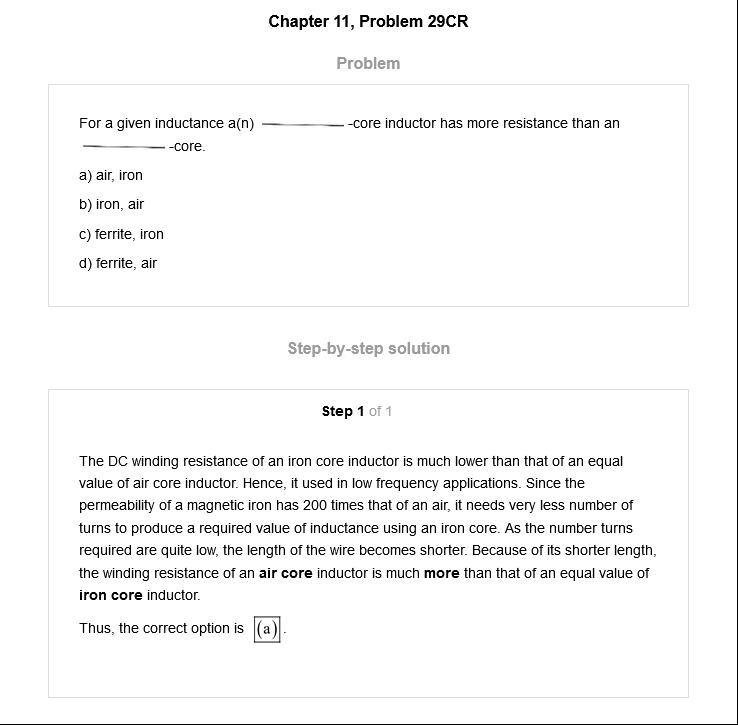 Chapter 11, Problem 29CR
Problem
For a given inductance a(n) __________ -core inductor has more resistance than an
__________ -core.
a) air, iron
b) iron, air
c) ferrite, iron
d) ferrite, air
Step-by-step solution
Step 1 of 1
The DC winding resistance of an iron core inductor is much lower than that of an equal
value of air core inductor. Hence, it used in low frequency applications. Since the
permeability of a magnetic iron has 200 times that of an air, it needs very less number of
turns to produce a required value of inductance using an iron core. As the number turns
required are quite low, the length of the wire becomes shorter. Because of its shorter length,
the winding resistance of an air core inductor is much more than that of an equal value of
iron core inductor.
Thus, the correct option is (a).